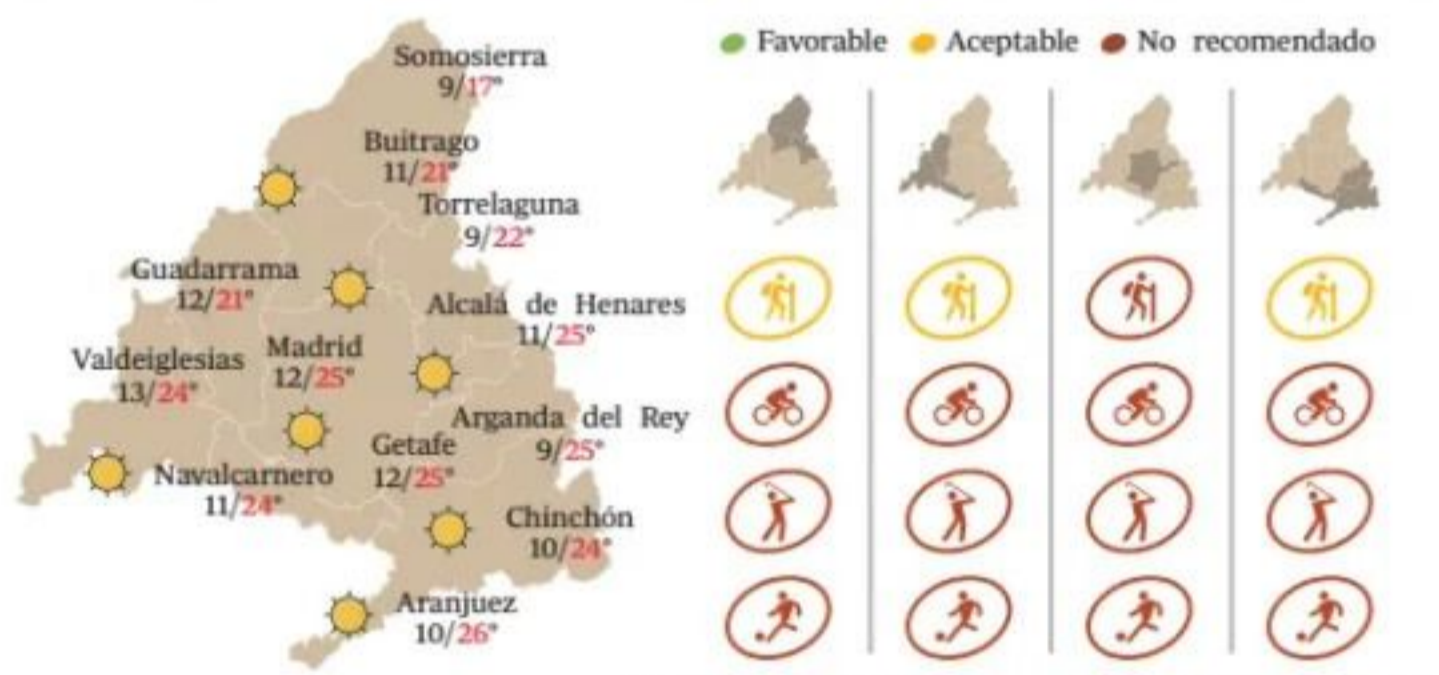 Somosierra
9/17°
Buitrago
11/21°
Torrelaguna
9/22°
Guadarrama
12/21°
Alcalá de Henares
11/25°
Valdeiglesias
13/24°
Madrid
12/25°
Arganda del Rey
9/25°
Getafe
12/25°
Navalcarnero
11/24°
Chinchón
10/24°
Aranjuez
10/26°
Favorable Aceptable No recomendado